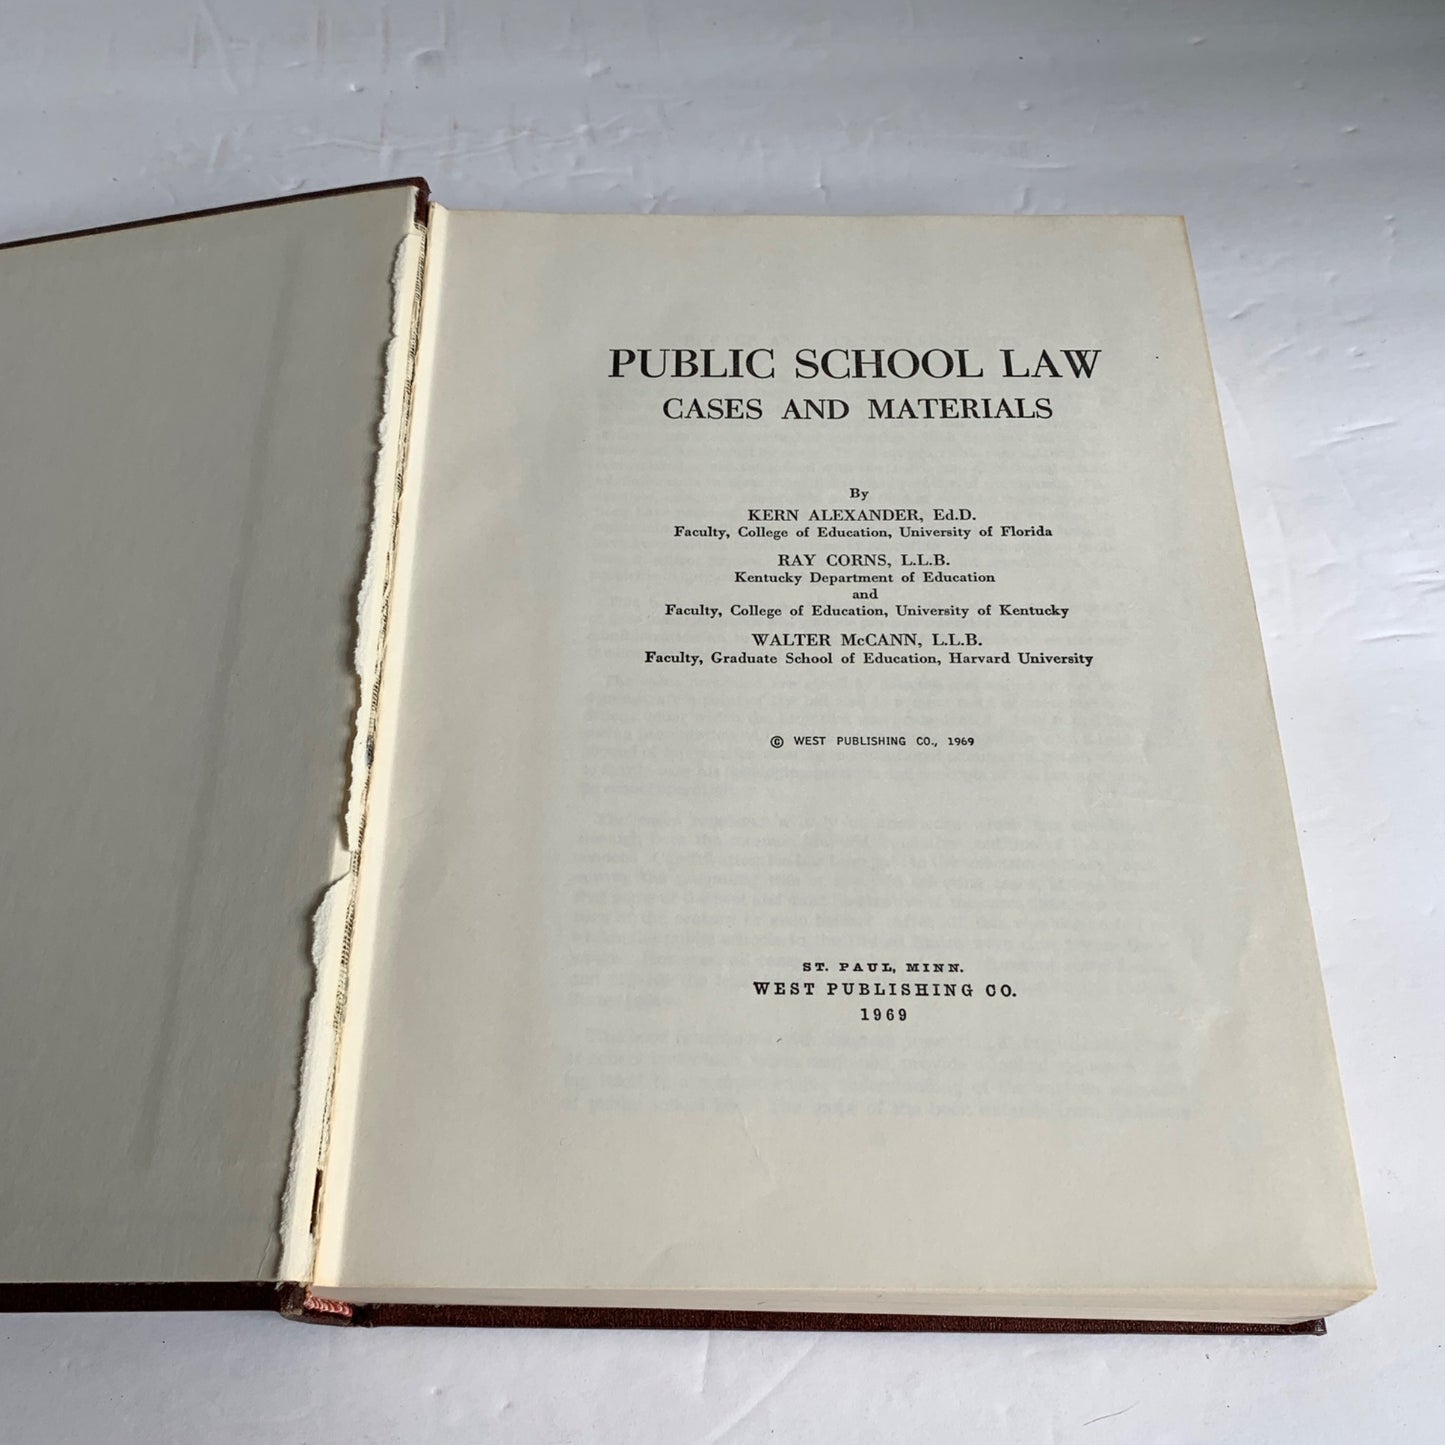 PUBLIC SCHOOL LAW
CASES AND MATERIALS
By
KERN ALEXANDER, Ed.D.
Faculty, College of Education, University of Florida
RAY CORNS, L.L.B.
Kentucky Department of Education
and
Faculty, College of Education, University of Kentucky
WALTER McCANN, L.L.B.
Faculty, Graduate School of Education, Harvard University
© WEST PUBLISHING CO., 1969
ST. PAUL, MINN.
WEST PUBLISHING CO.
1969